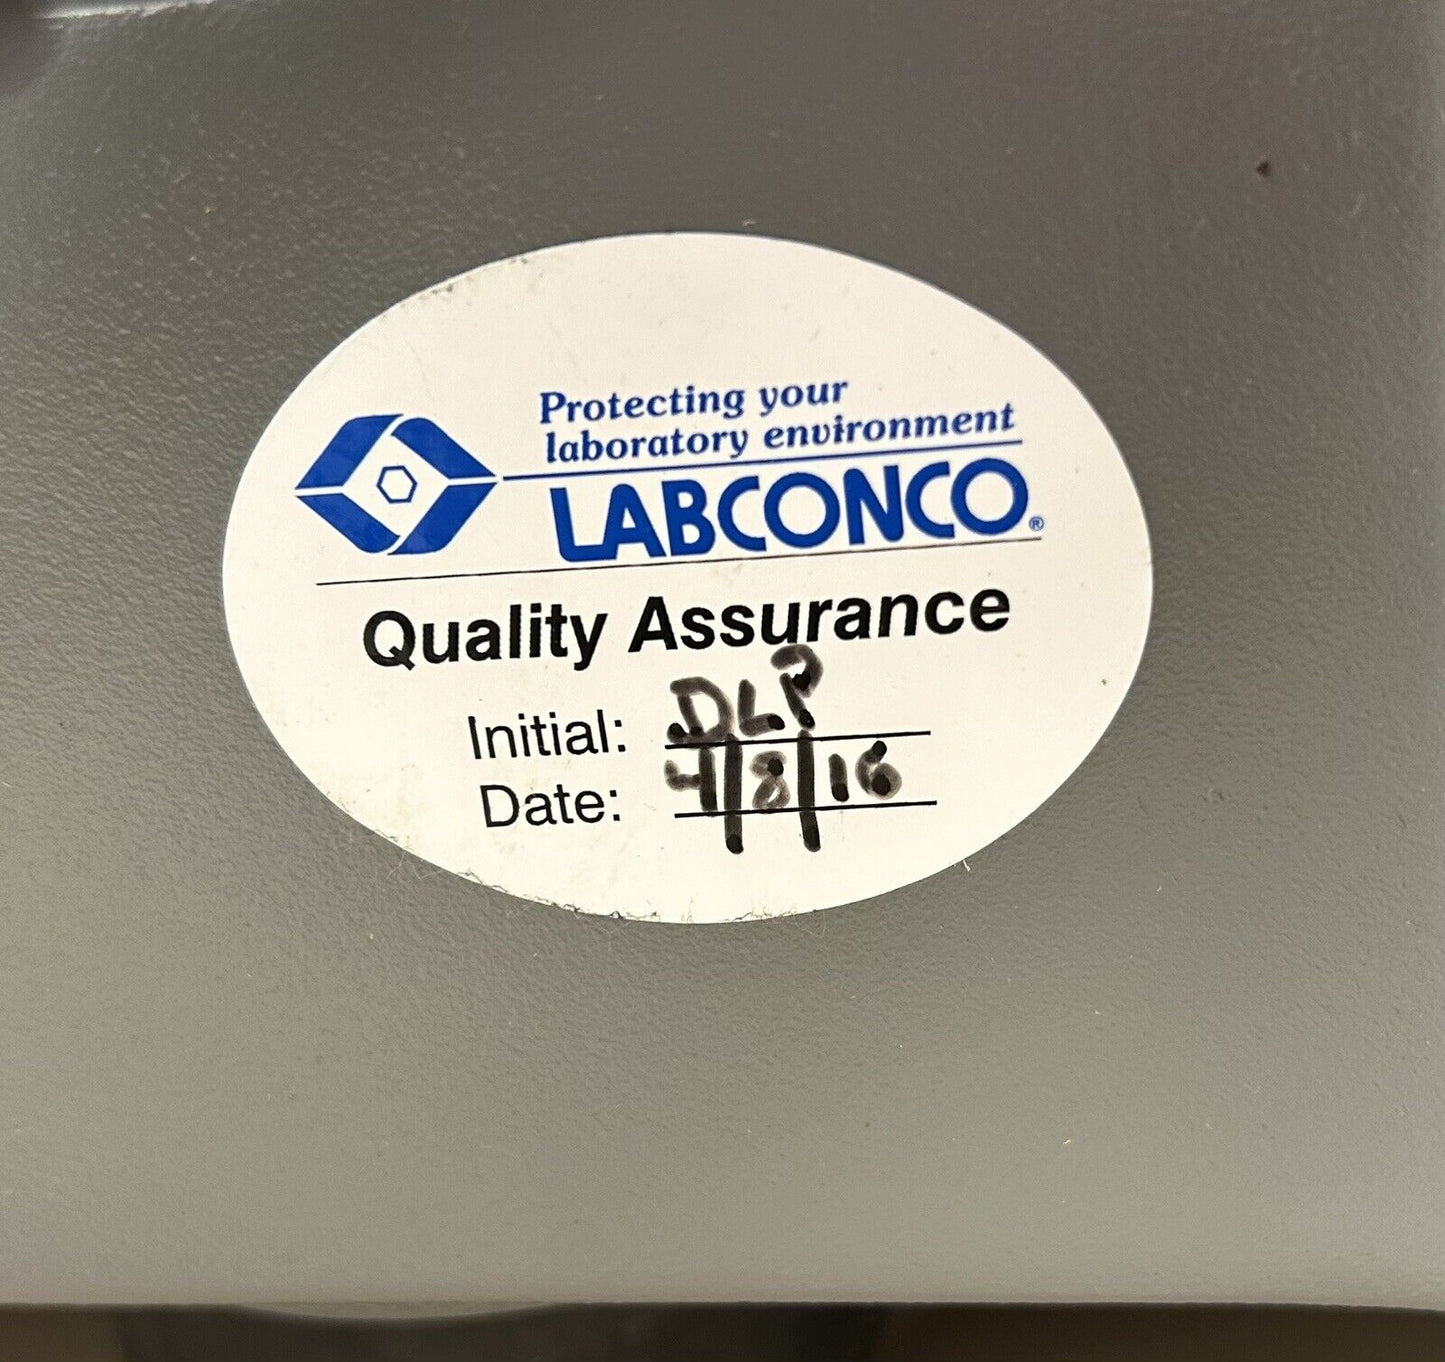 Protecting your
laboratory environment
LABCONCO®
Quality Assurance
Initial: DLP
Date: 4/8/16